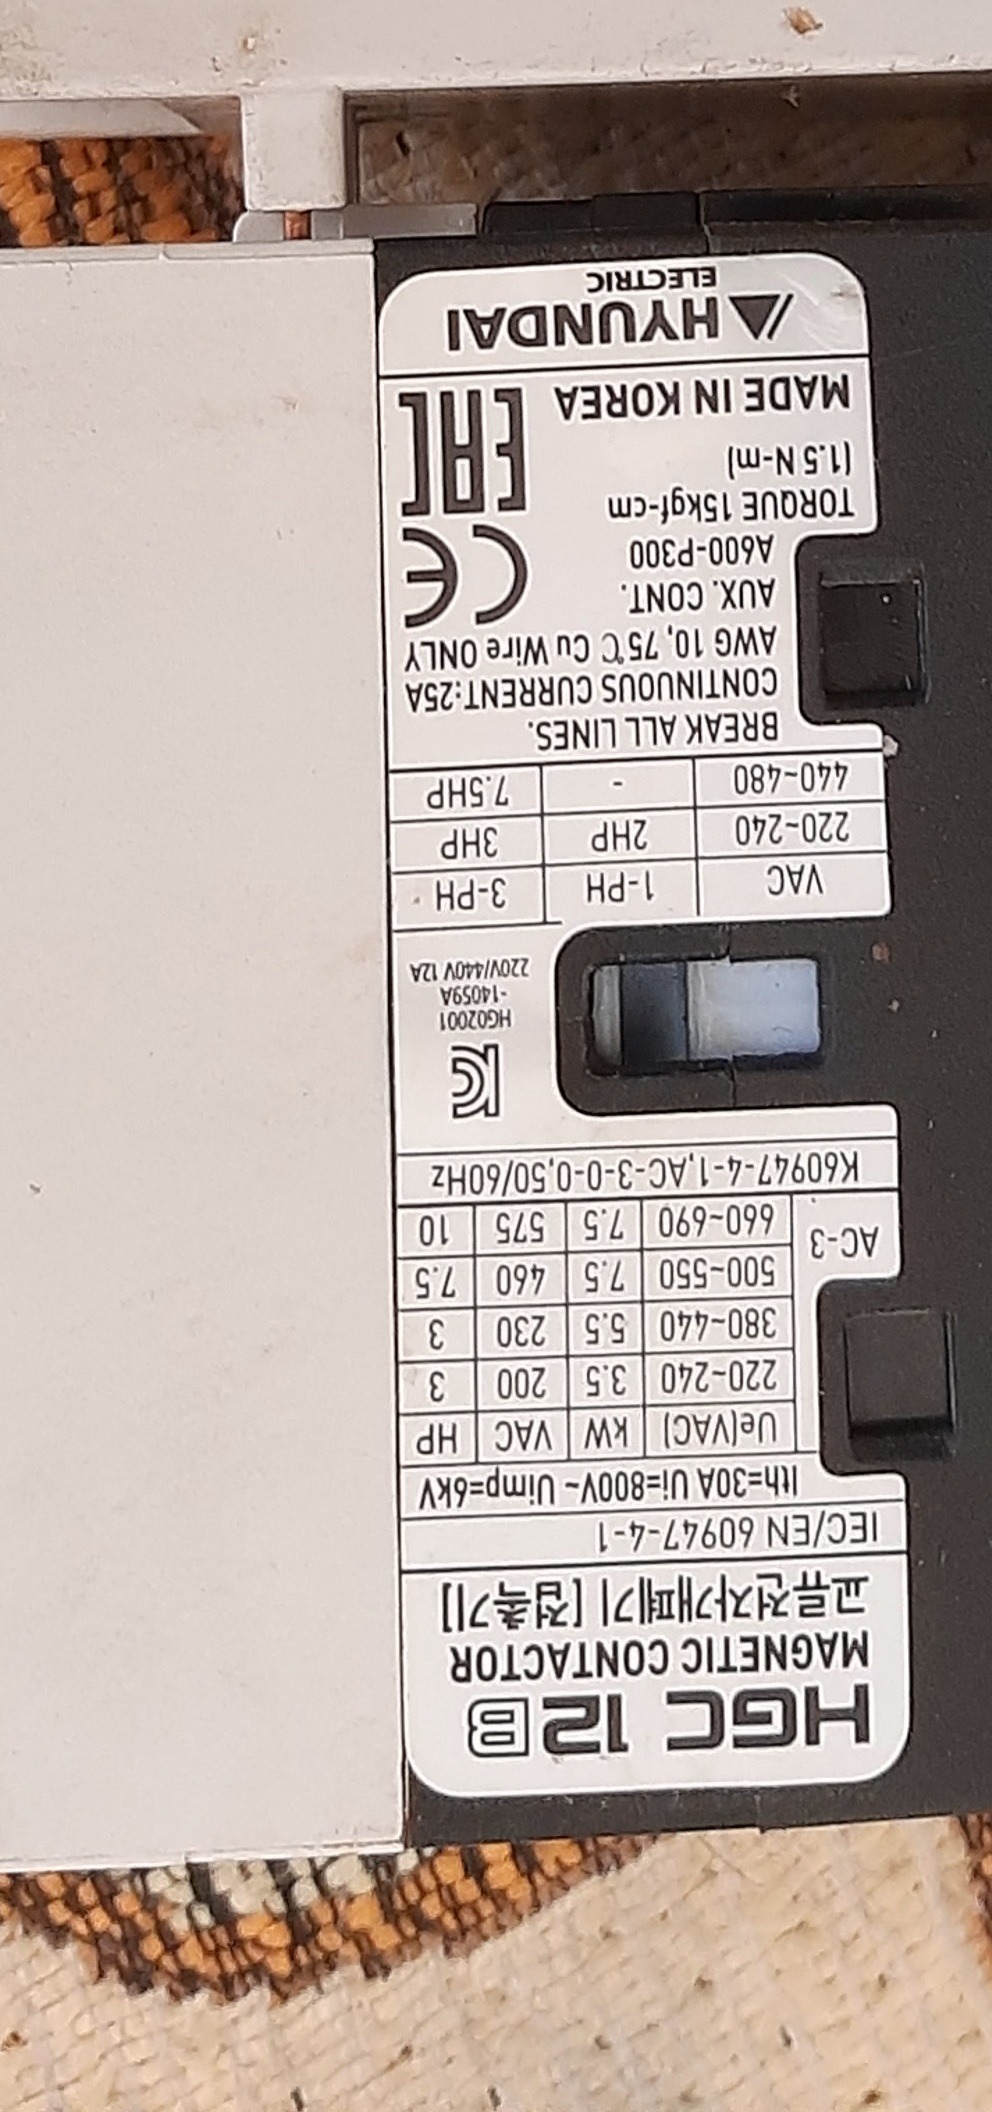 HGC 12 B
MAGNETIC CONTACTOR
교류전자개폐기 [접촉기]
IEC/EN 60947-4-1
Ith=30A Ui=800V~ Uimp=6kV
AC-3
Ue(VAC) kW VAC HP
220~240 3.5 200 3
380~440 5.5 230 3
500~550 7.5 460 7.5
660~690 7.5 575 10
K60947-4-1,AC-3-0-0,50/60Hz
HG02001
-14059A
220V/440V 12A
VAC 1-PH 3-PH
220~240 2HP 3HP
440~480 - 7.5HP
BREAK ALL LINES.
CONTINUOUS CURRENT:25A
AWG 10, 75℃ Cu Wire ONLY
AUX. CONT.
A600-P300
CE
TORQUE 15kgf-cm
(1.5 N-m)
EAC
MADE IN KOREA
HYUNDAI
ELECTRIC